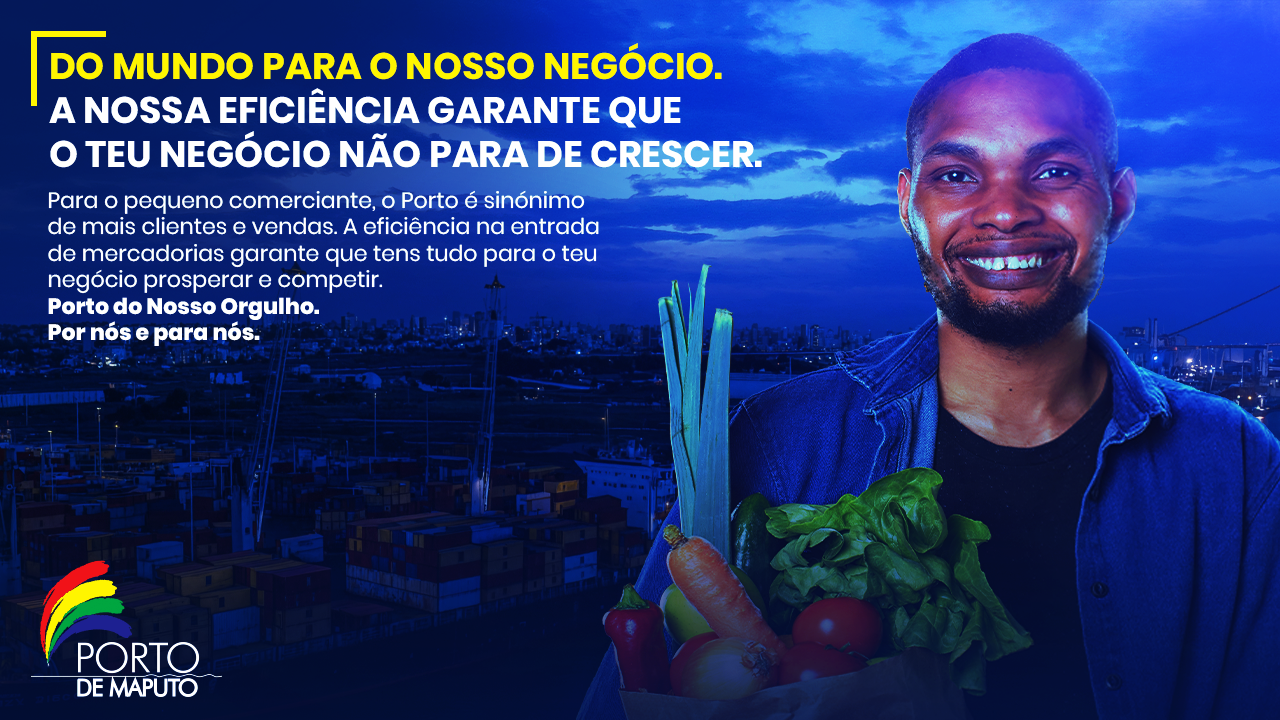 DO MUNDO PARA O NOSSO NEGÓCIO.
A NOSSA EFICIÊNCIA GARANTE QUE
O TEU NEGÓCIO NÃO PARA DE CRESCER.
Para o pequeno comerciante, o Porto é sinónimo
de mais clientes e vendas. A eficiência na entrada
de mercadorias garante que tens tudo para o teu
negócio prosperar e competir.
Porto do Nosso Orgulho.
Por nós e para nós.
PORTO
DE MAPUTO